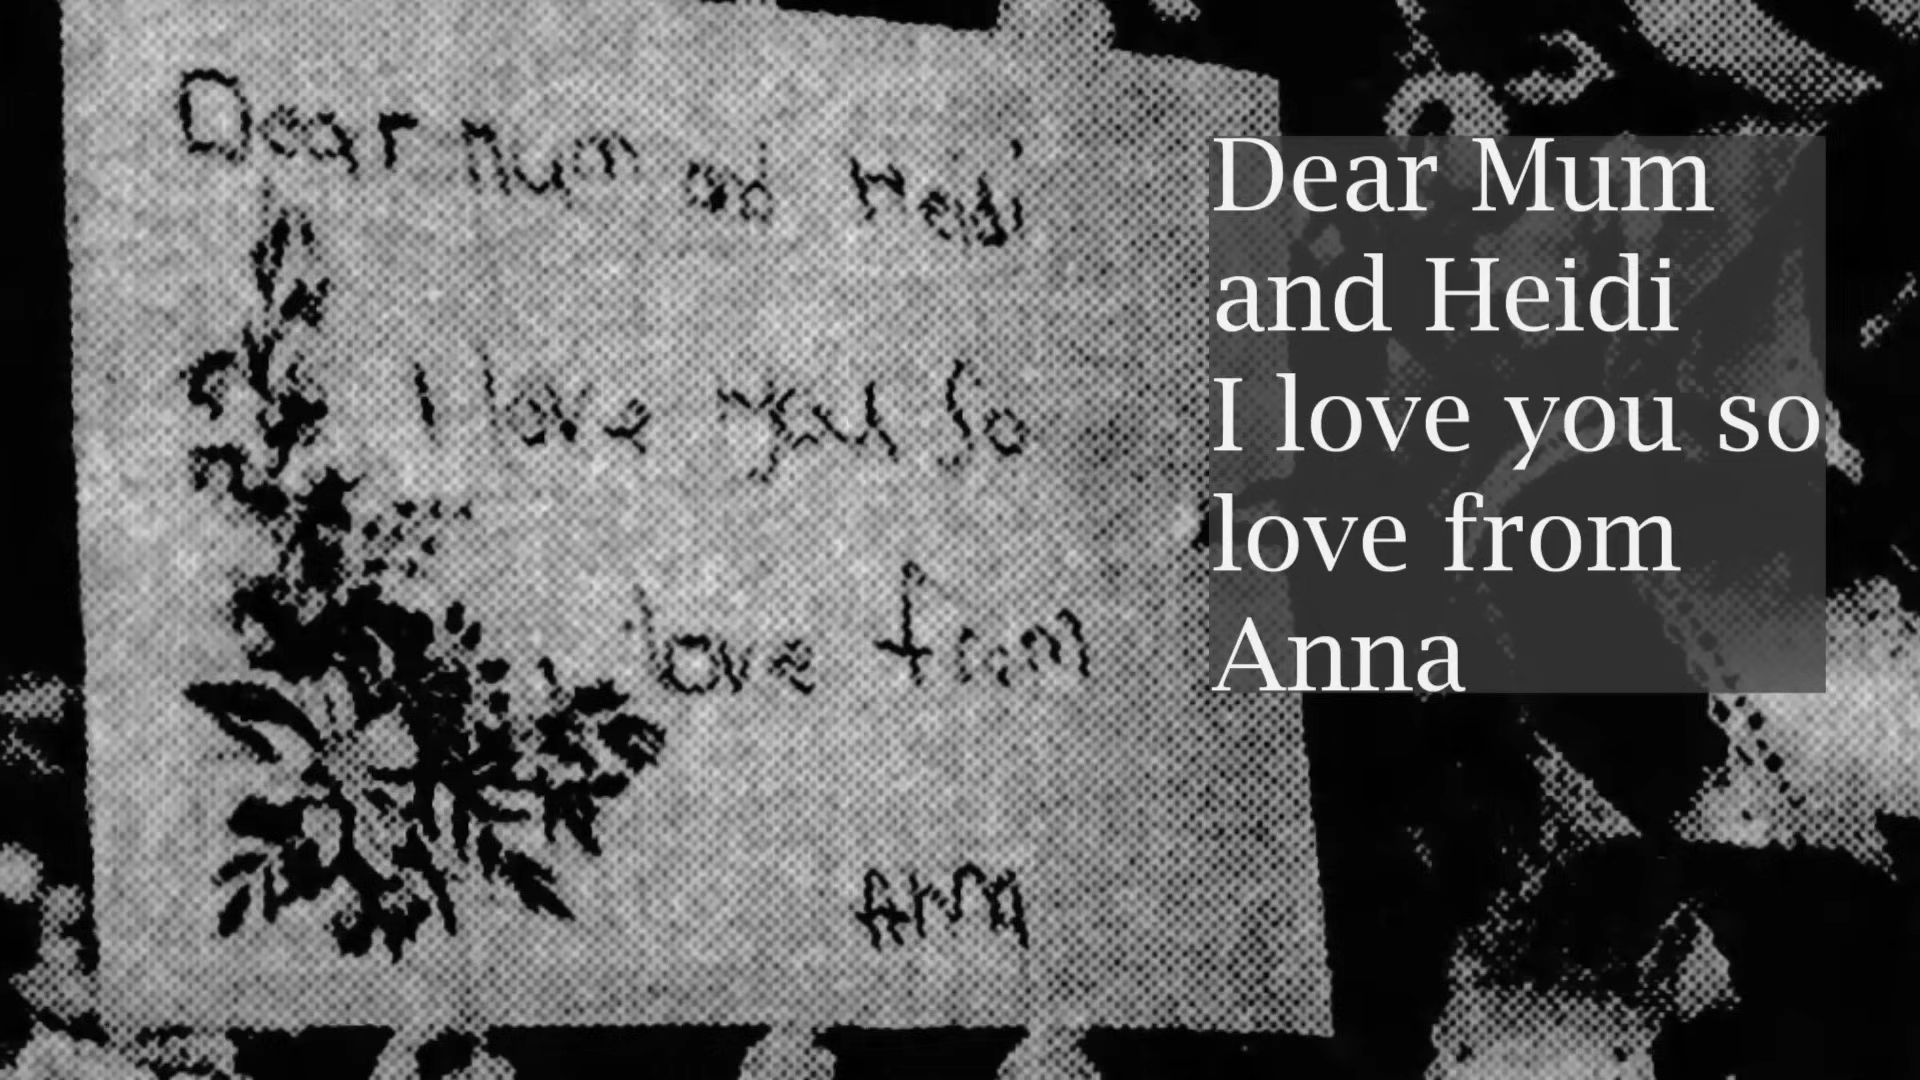 Dear Mum and Heidi
I love you so
love from
Anna
Dear Mum
and Heidi
I love you so
love from
Anna